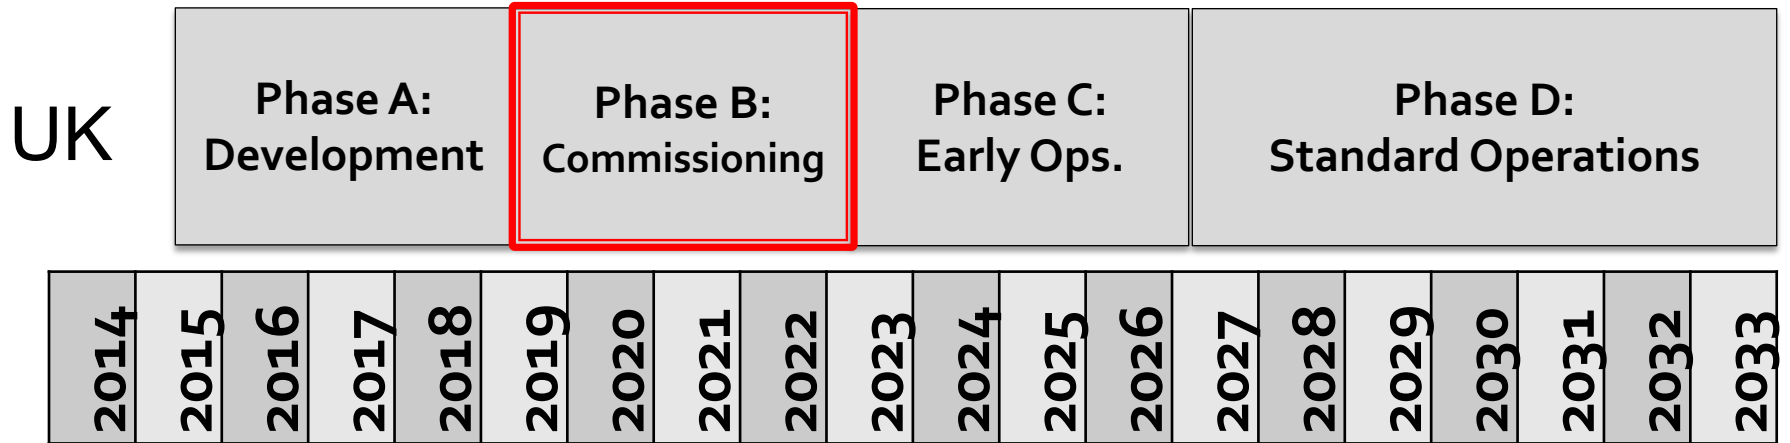 UK
Phase A:
Development
Phase B:
Commissioning
Phase C:
Early Ops.
Phase D:
Standard Operations
2014
2015
2016
2017
2018
2019
2020
2021
2022
2023
2024
2025
2026
2027
2028
2029
2030
2031
2032
2033